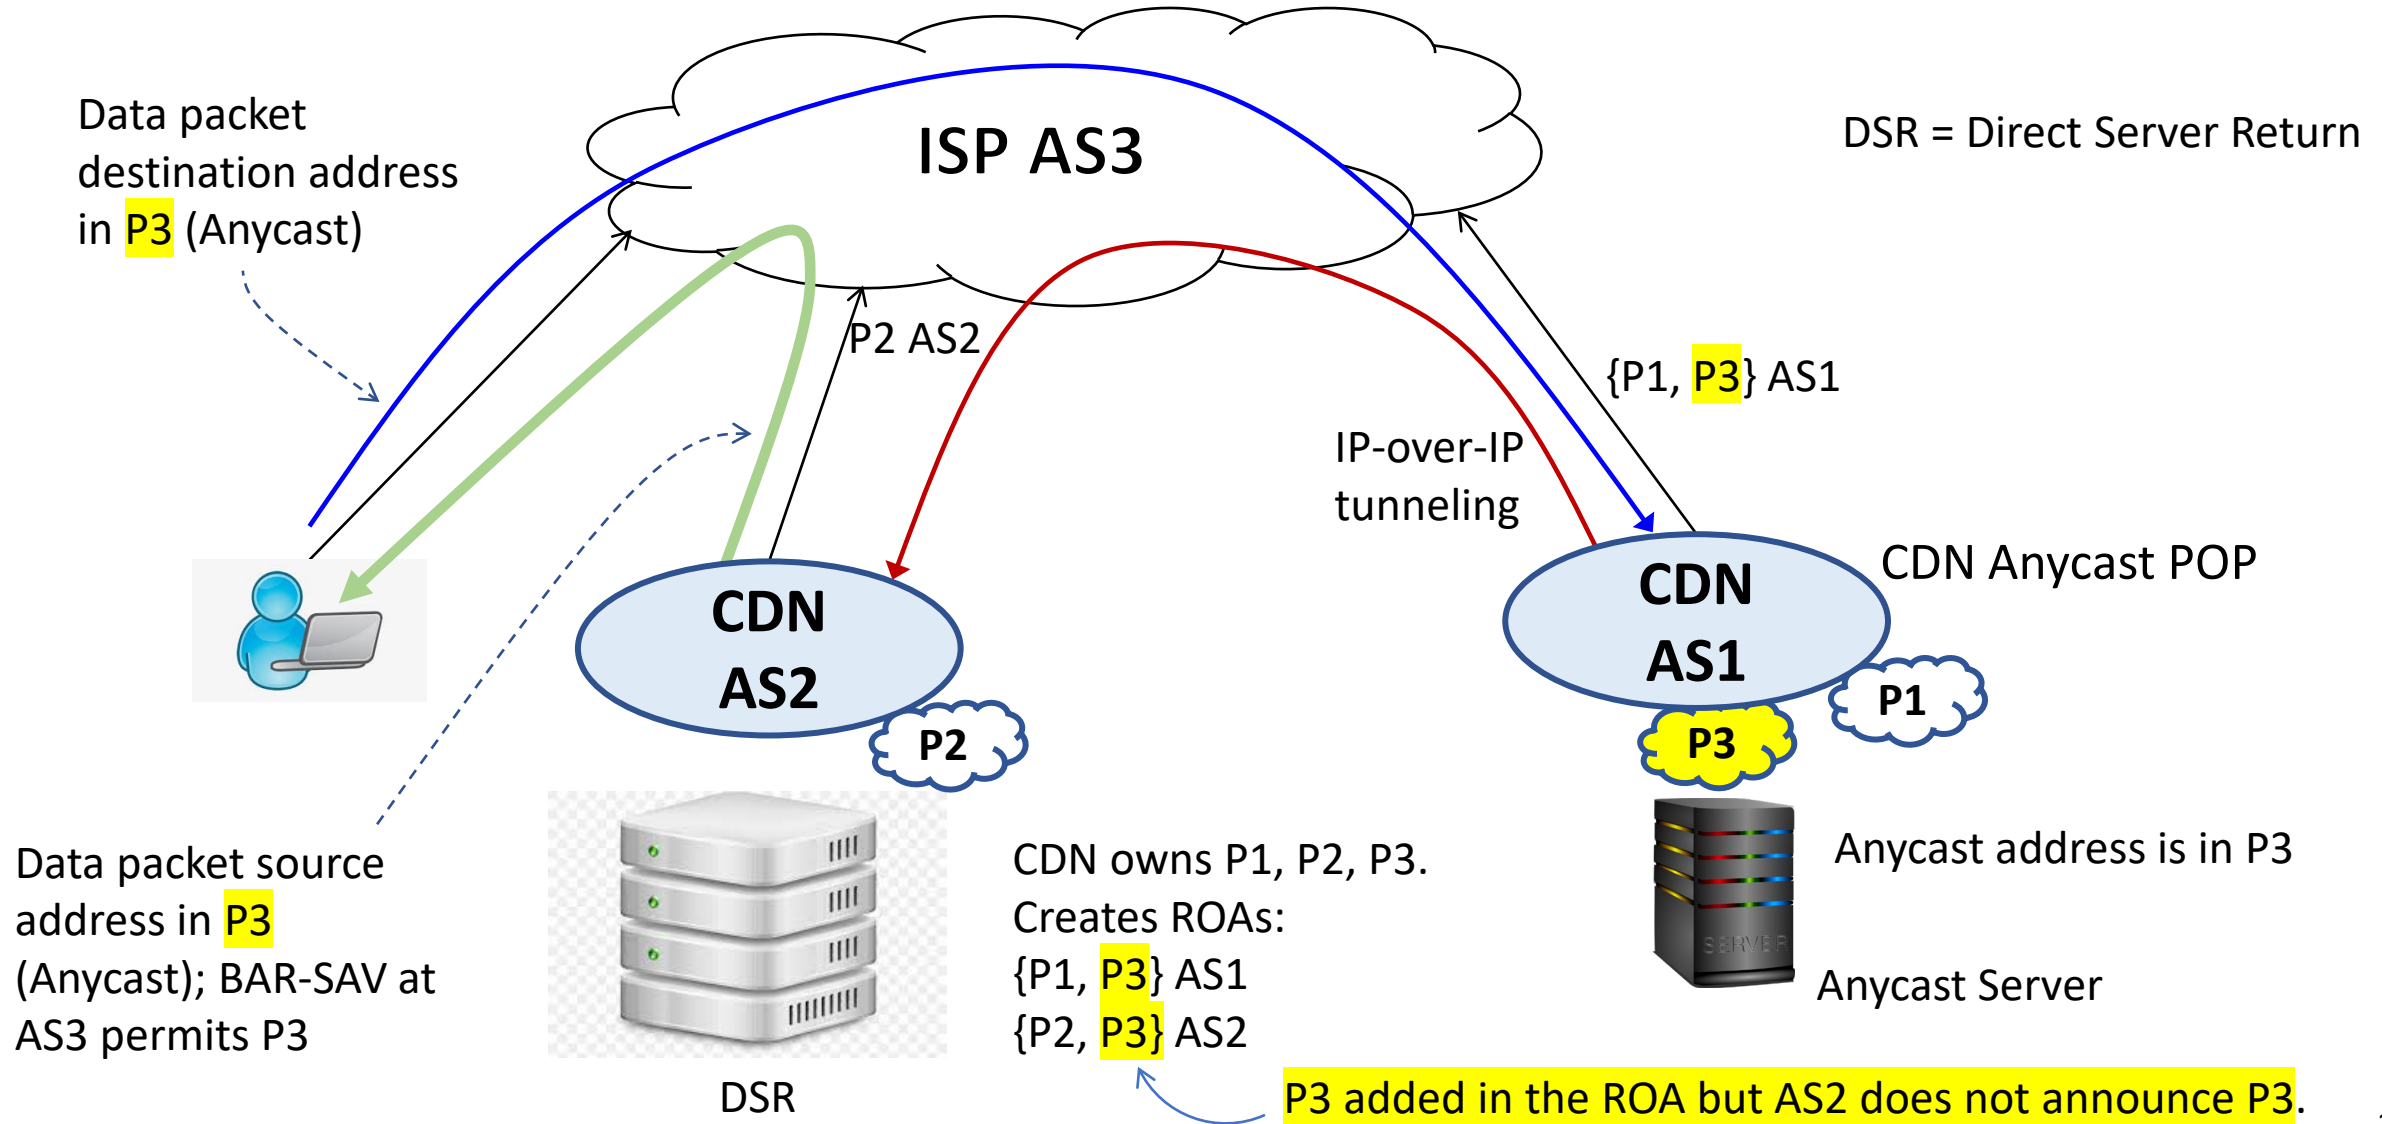 Data packet
destination address
in P3 (Anycast)
ISP AS3
DSR = Direct Server Return
P2 AS2
{P1, P3} AS1
IP-over-IP
tunneling
CDN
AS2
P2
CDN
AS1
CDN Anycast POP
P1
P3
Data packet source
address in P3
(Anycast); BAR-SAV at
AS3 permits P3
DSR
CDN owns P1, P2, P3.
Creates ROAs:
{P1, P3} AS1
{P2, P3} AS2
SERVER
Anycast address is in P3
Anycast Server
P3 added in the ROA but AS2 does not announce P3.